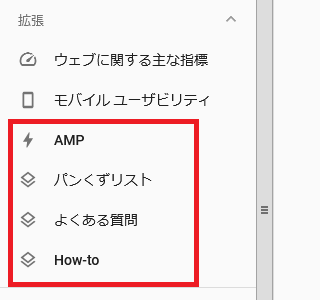 拡張
ウェブに関する主な指標
モバイル ユーザビリティ
AMP
パンくずリスト
よくある質問
How-to